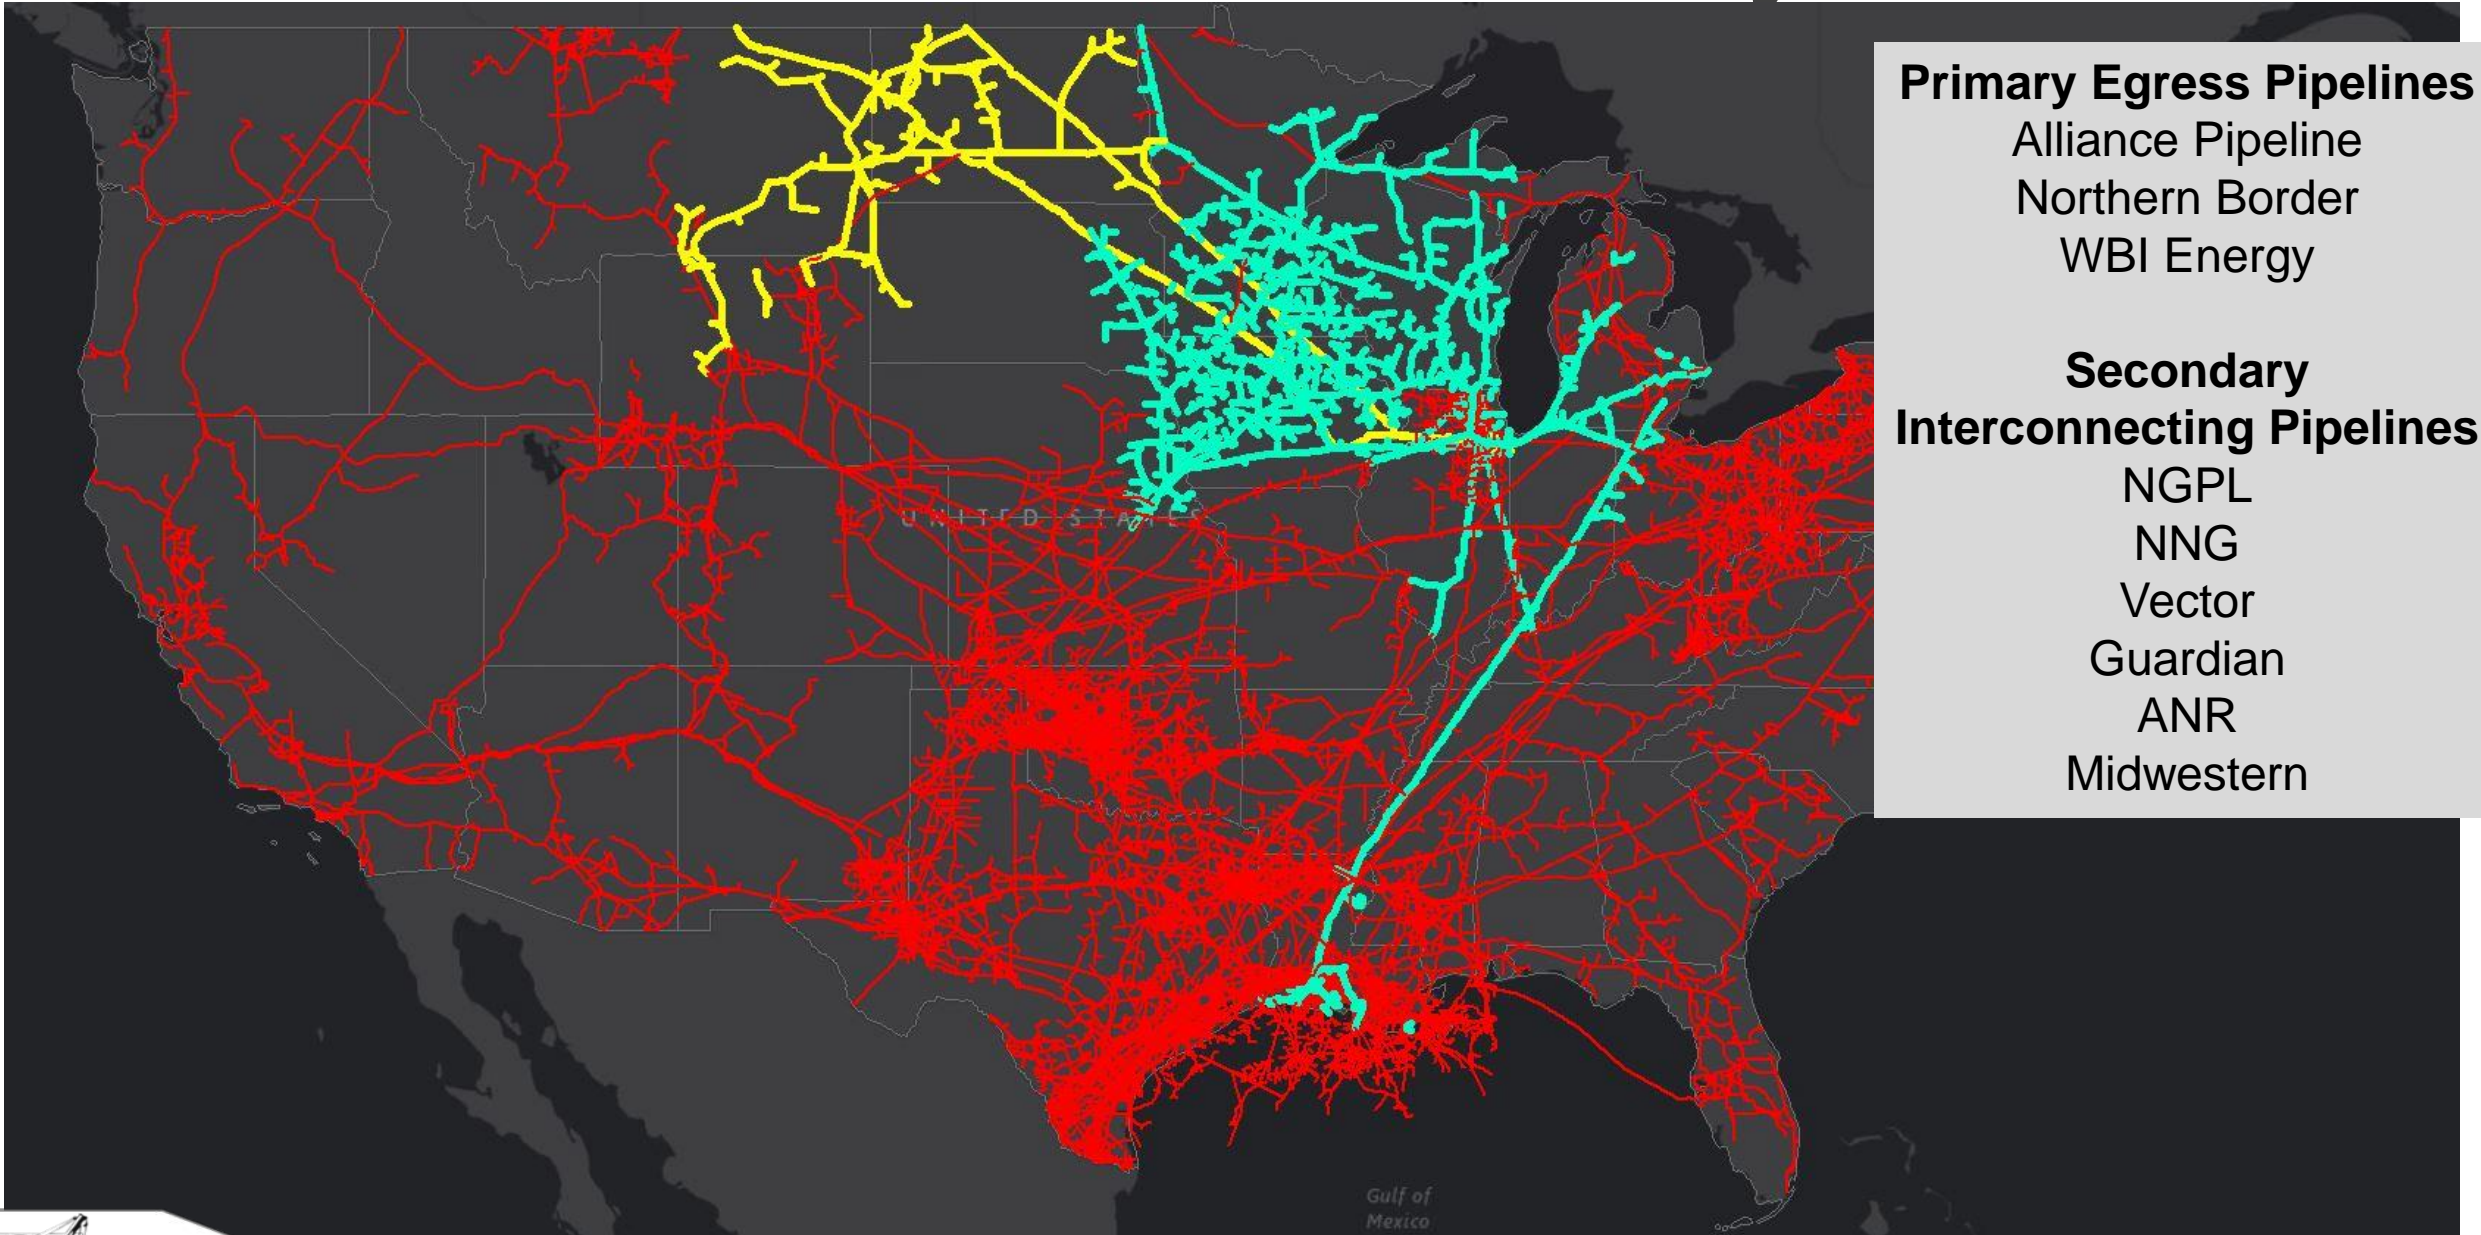 Primary Egress Pipelines
Alliance Pipeline
Northern Border
WBI Energy
Secondary
Interconnecting Pipelines
NGPL
NNG
Vector
Guardian
ANR
Midwestern
UNITED STATES
Gulf of
Mexico